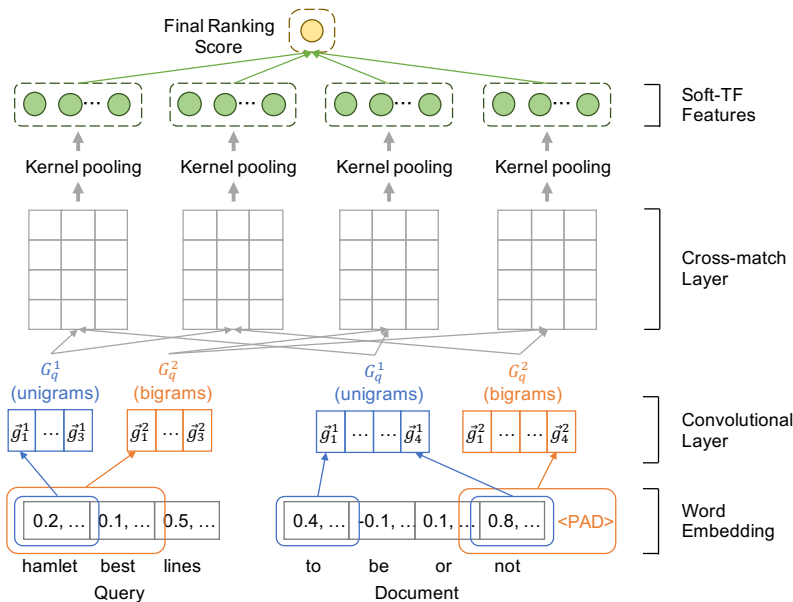 Final Ranking
Score
Soft-TF
Features
Kernel pooling Kernel pooling Kernel pooling Kernel pooling
Cross-match
Layer
G_q^1 G_q^2 G_q^1 G_q^2
(unigrams) (bigrams) (unigrams) (bigrams)
g⃗_1^1 ... g⃗_3^1 g⃗_1^2 ... g⃗_3^2 g⃗_1^1 ... ... g⃗_4^1 g⃗_1^2 ... ... g⃗_4^2
Convolutional
Layer
0.2, ... 0.1, ... 0.5, ... 0.4, ... -0.1, ... 0.1, ... 0.8, ... <PAD>
Word
Embedding
hamlet best lines to be or not
Query Document